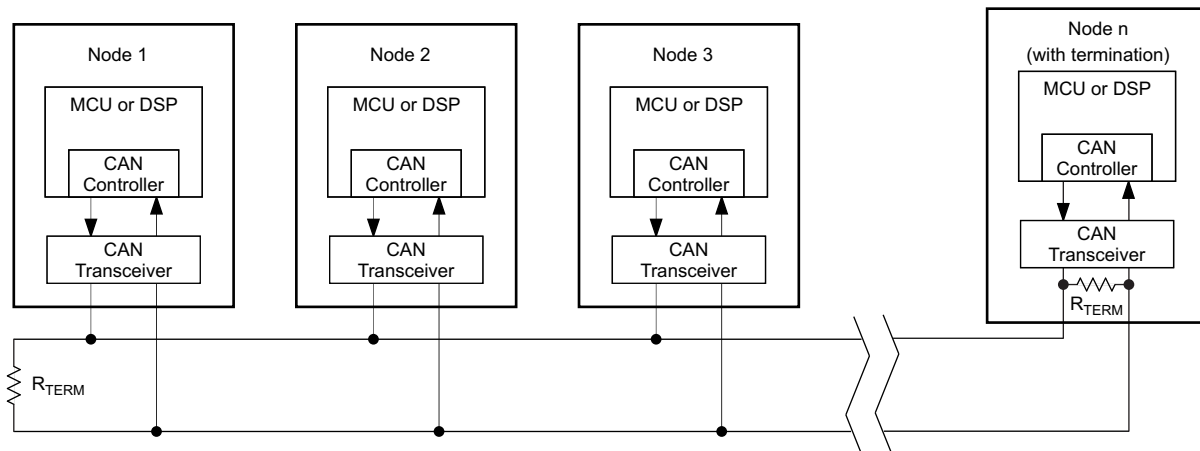 Node 1
MCU or DSP
CAN
Controller
CAN
Transceiver
Node 2
MCU or DSP
CAN
Controller
CAN
Transceiver
Node 3
MCU or DSP
CAN
Controller
CAN
Transceiver
Node n
(with termination)
MCU or DSP
CAN
Controller
CAN
Transceiver
RTERM
RTERM